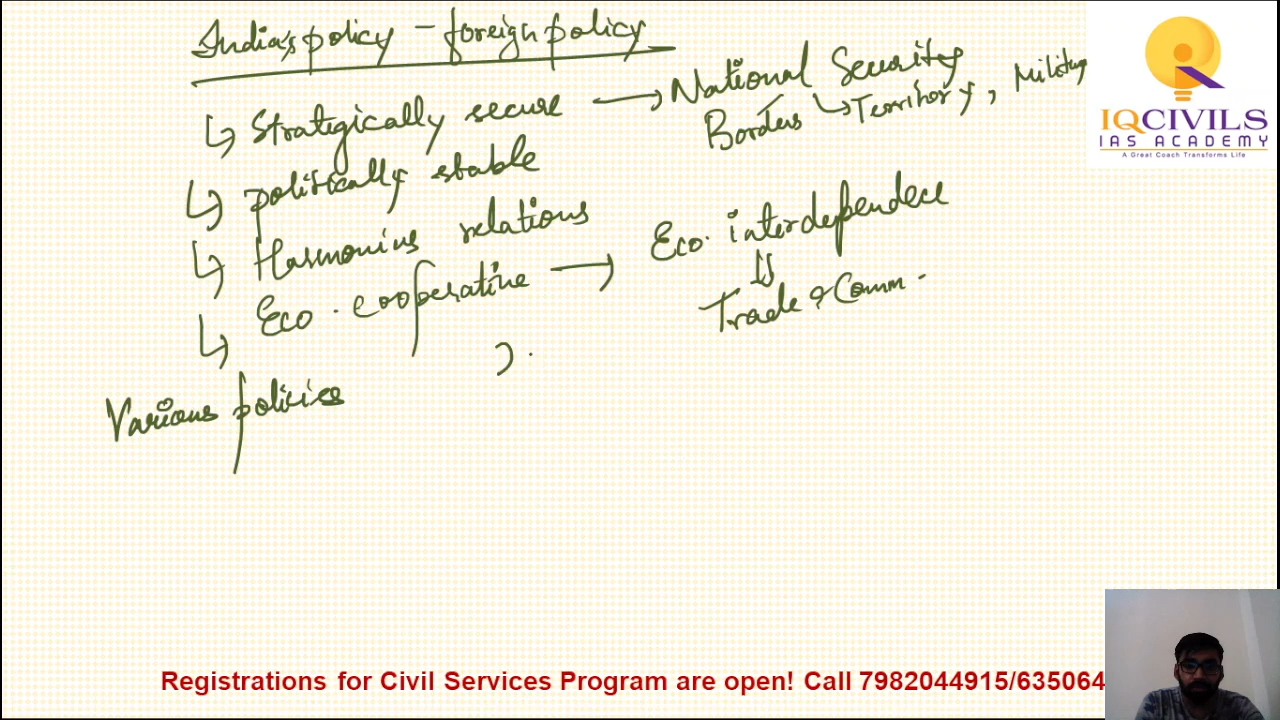 India's policy - foreign policy
↳ Strategically secure → National Security
Borders ↳ Territory, Military
↳ politically stable
↳ Harmonius relations
↳ Eco. cooperative → Eco. interdependece
⇓
Trade & Comm.
↳
Various policies
IQCIVILS
IAS ACADEMY
A Great Coach Transforms Life
Registrations for Civil Services Program are open! Call 7982044915/635064